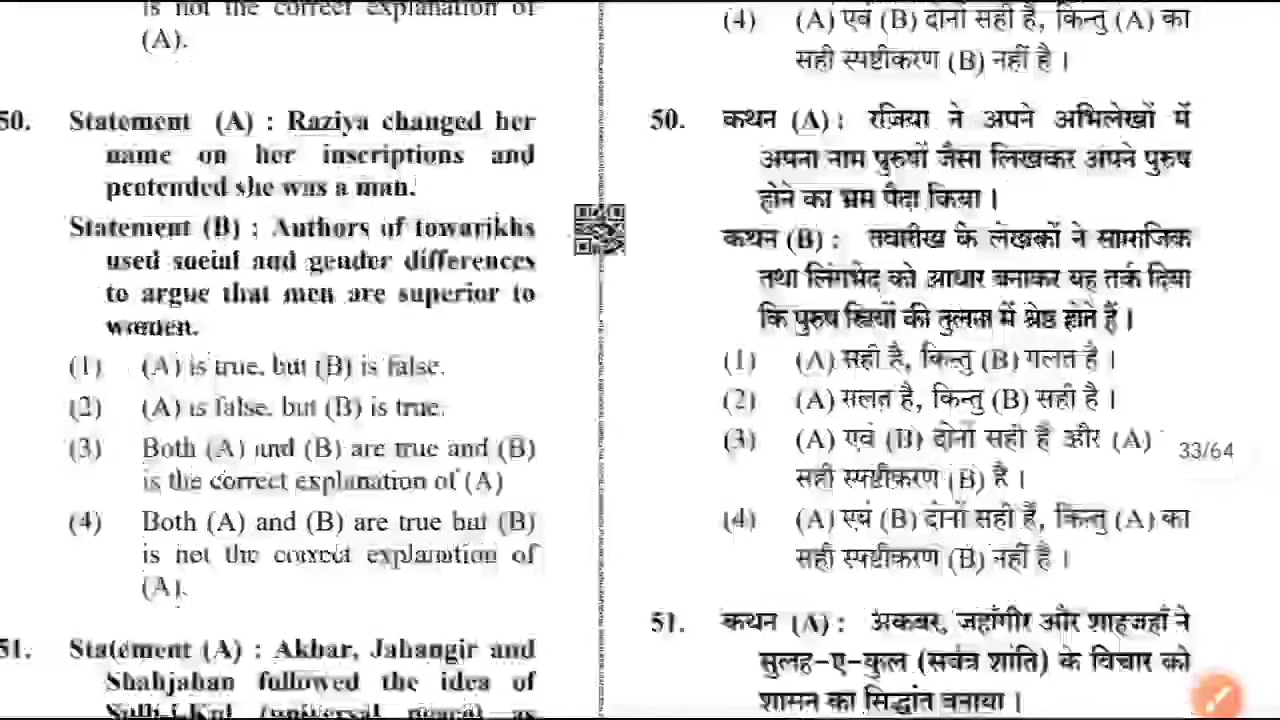 is not the correct explanation of
(A).
50. Statement (A) : Raziya changed her
name on her inscriptions and
pretended she was a man.
Statement (B) : Authors of tawarikhs
used social and gender differences
to argue that men are superior to
women.
(1) (A) is true, but (B) is false.
(2) (A) is false, but (B) is true.
(3) Both (A) and (B) are true and (B)
is the correct explanation of (A)
(4) Both (A) and (B) are true but (B)
is not the correct explanation of
(A).
51. Statement (A) : Akbar, Jahangir and
Shahjahan followed the idea of
(universal as
(4) (A) एवं (B) दोनों सही है, किन्तु (A) का
सही स्पष्टीकरण (B) नहीं है ।
50. कथन (A) : रज़िया ने अपने अभिलेखों में
अपना नाम पुरुषों जैसा लिखकर अपने पुरुष
होने का भ्रम पैदा किया ।
कथन (B) : तवारीख के लेखकों ने सामाजिक
तथा लिंगभेद को आधार बनाकर यह तर्क दिया
कि पुरुष स्त्रियों की तुलना में श्रेष्ठ होते हैं ।
(1) (A) सही है, किन्तु (B) गलत है ।
(2) (A) गलत है, किन्तु (B) सही है ।
(3) (A) एवं (B) दोनों सही है और (A)
सही स्पष्टीकरण (B) है ।
(4) (A) एवं (B) दोनों सही है, किन्तु (A) का
सही स्पष्टीकरण (B) नहीं है ।
51. कथन (A) : अकबर, जहांगीर और शाहजहाँ ने
सुलह-ए-कुल (सर्वत्र शांति) के विचार को
शासन का सिद्धांत बनाया ।
33/64